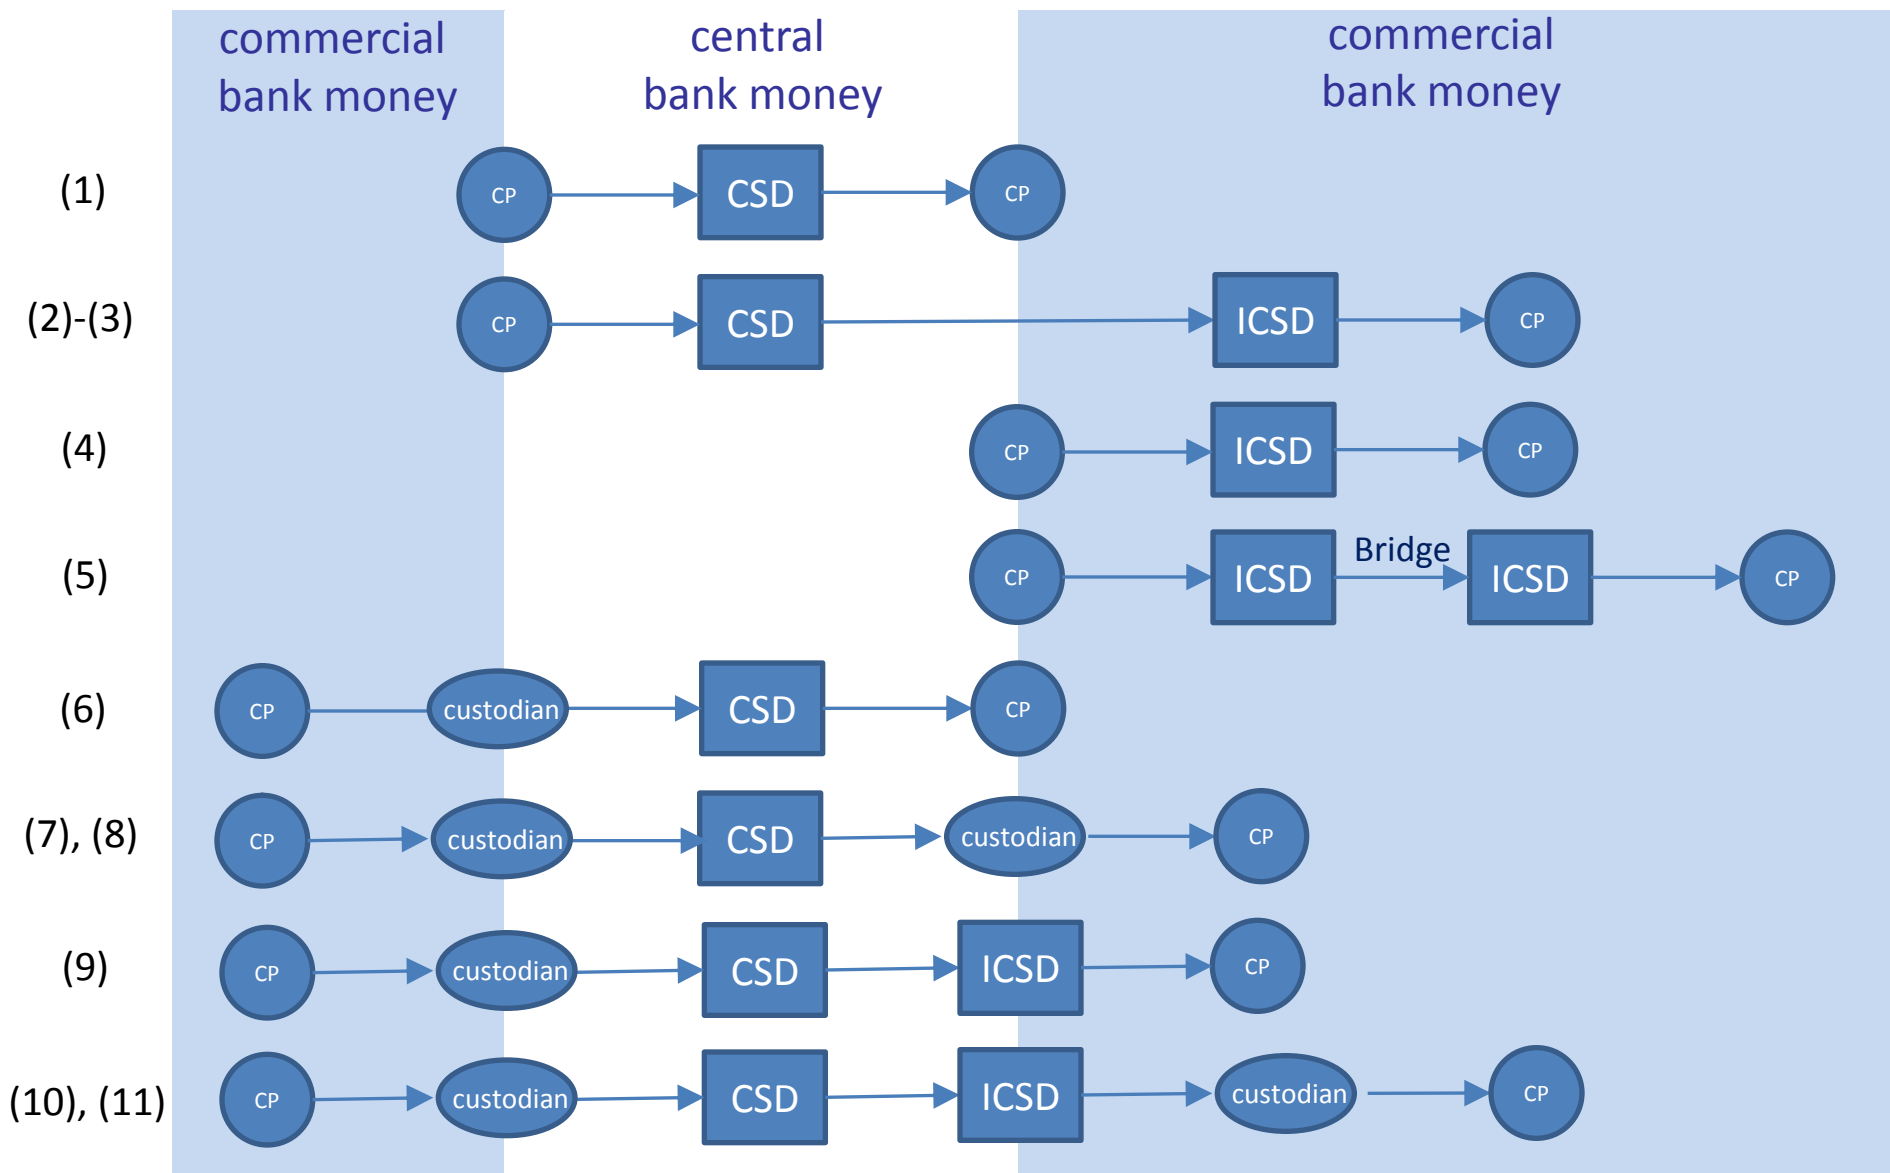 commercial
bank money
central
bank money
commercial
bank money
(1) CP CSD CP
(2)-(3) CP CSD ICSD CP
(4) CP ICSD CP
(5) CP ICSD Bridge ICSD CP
(6) CP custodian CSD CP
(7), (8) CP custodian CSD custodian CP
(9) CP custodian CSD ICSD CP
(10), (11) CP custodian CSD ICSD custodian CP